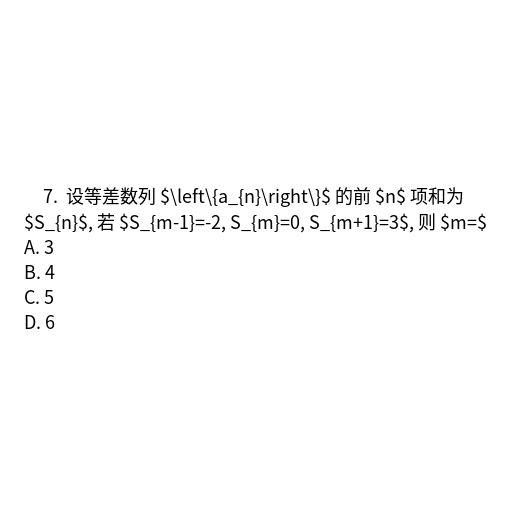 7. 设等差数列 $\left\{a_{n}\right\}$ 的前 $n$ 项和为
$S_{n}$, 若 $S_{m-1}=-2, S_{m}=0, S_{m+1}=3$, 则 $m=$
A. 3
B. 4
C. 5
D. 6